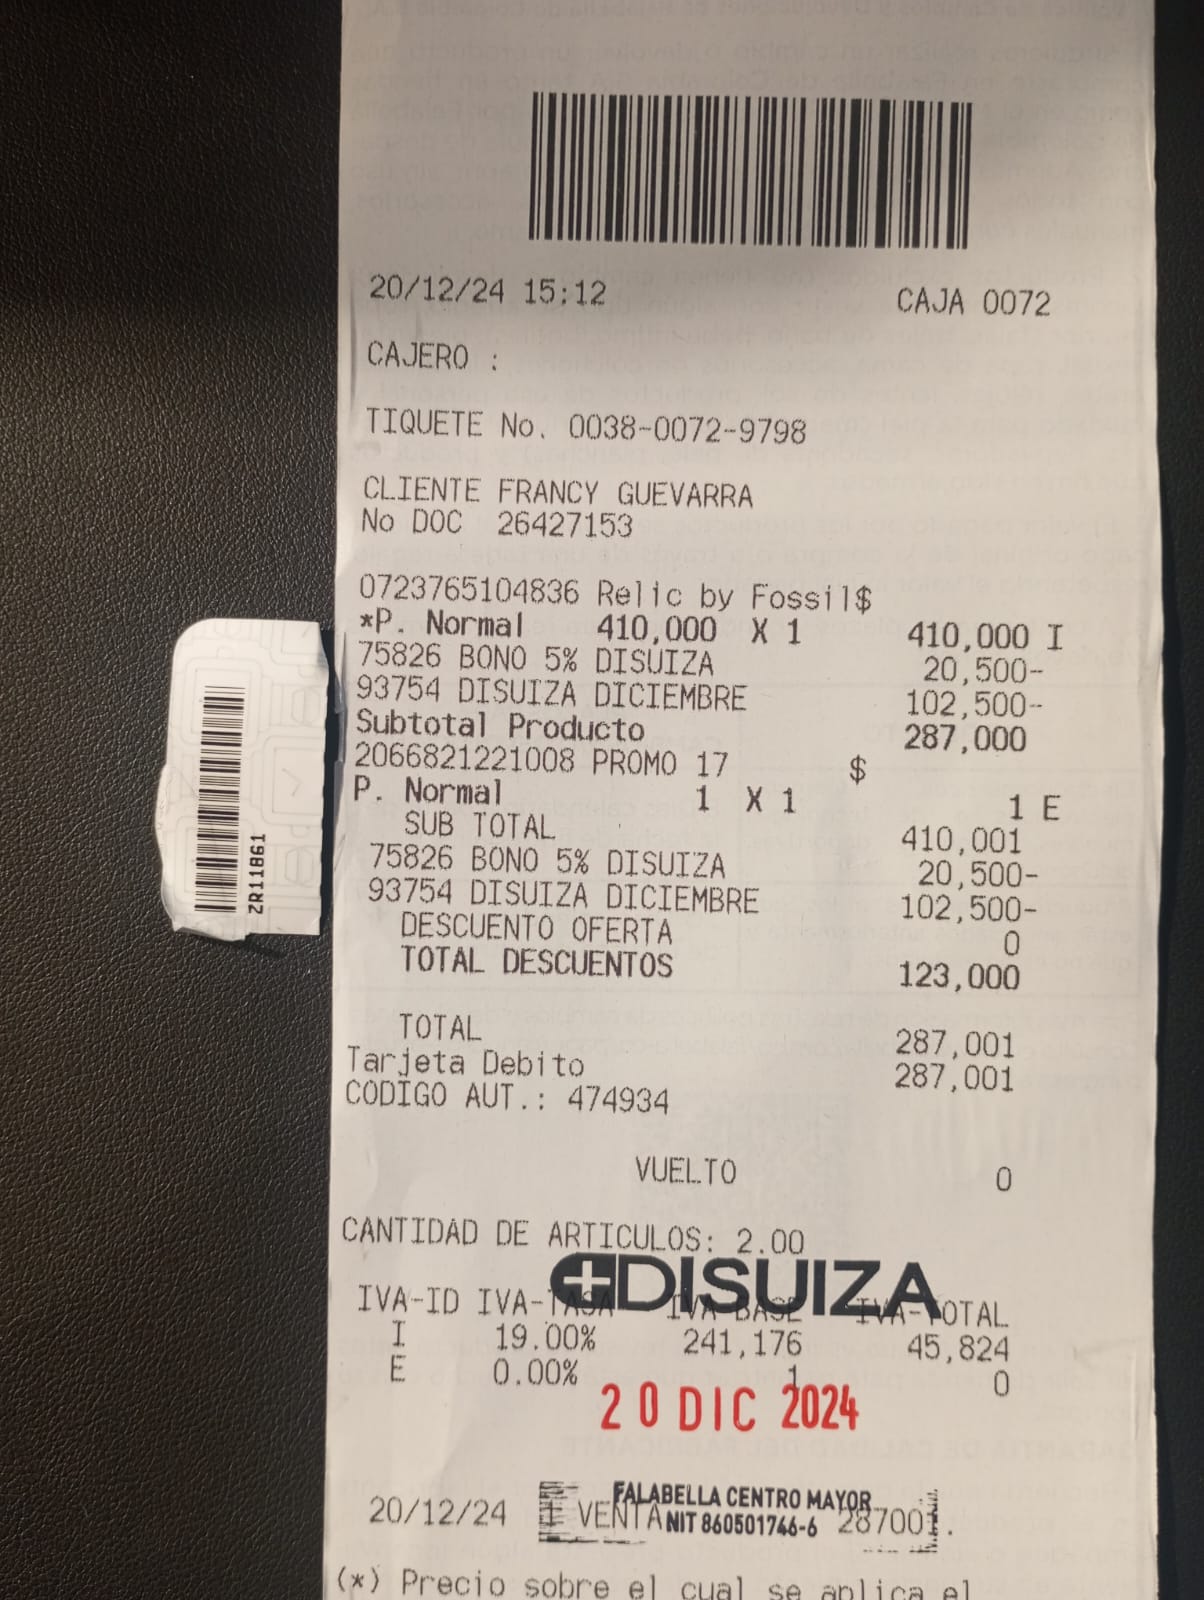 20/12/24 15:12 CAJA 0072
CAJERO :
TIQUETE No. 0038-0072-9798
CLIENTE FRANCY GUEVARRA
No DOC 26427153
0723765104836 Relic by Fossil$
*P. Normal 410,000 X 1 410,000 I
75826 BONO 5% DISUIZA 20,500-
93754 DISUIZA DICIEMBRE 102,500-
Subtotal Producto 287,000
2066821221008 PROMO 17 $
P. Normal 1 X 1 1 E
SUB TOTAL 410,001
75826 BONO 5% DISUIZA 20,500-
93754 DISUIZA DICIEMBRE 102,500-
DESCUENTO OFERTA 0
TOTAL DESCUENTOS 123,000
TOTAL 287,001
Tarjeta Debito 287,001
CODIGO AUT.: 474934
VUELTO 0
CANTIDAD DE ARTICULOS: 2.00
DISUIZA
IVA-ID IVA-TASA IVA-BASE IVA-TOTAL
I 19.00% 241,176 45,824
E 0.00% 1 0
20 DIC 2024
FALABELLA CENTRO MAYOR
20/12/24 1 VENTA 287001.
NIT 860501746-6
(*) Precio sobre el cual se aplica el
ZR11861